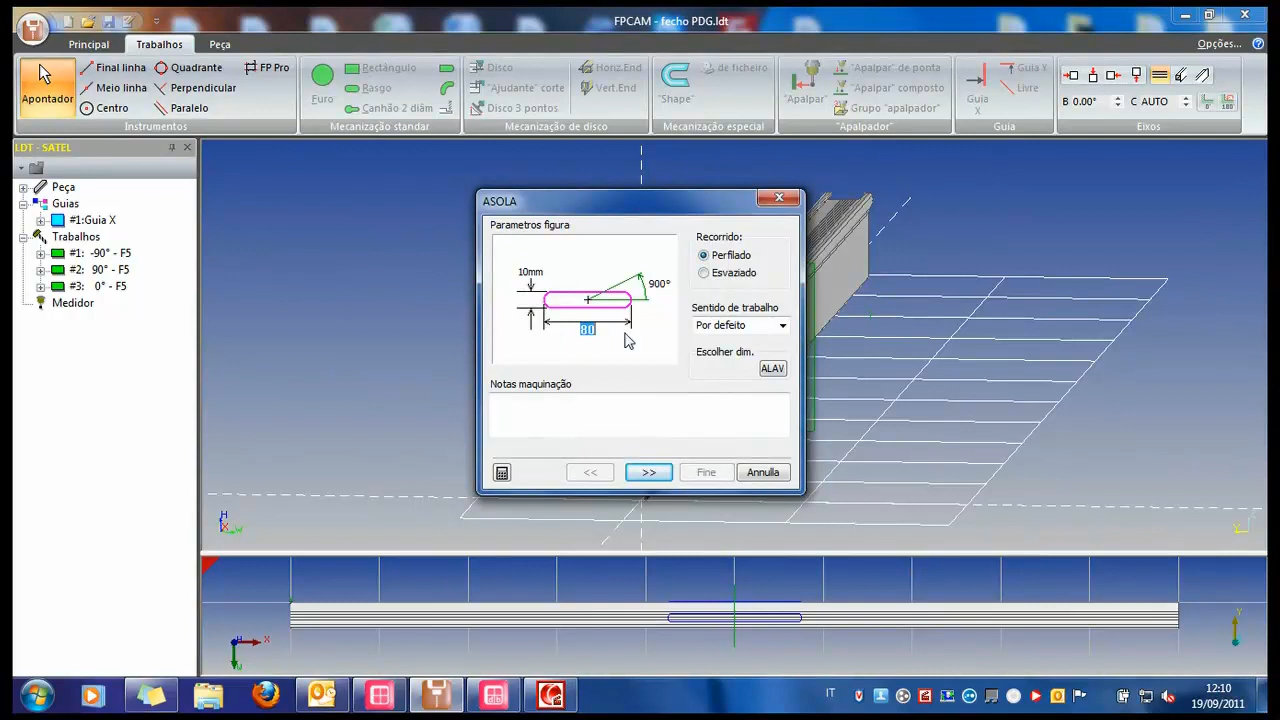 FPCAM - fecho PDG.ldt
Principal
Trabalhos
Peça
Opções...
Apontador
Final linha
Meio linha
Centro
Quadrante
Perpendicular
Paralelo
FP Pro
Instrumentos
Furo
Rectângulo
Rasgo
Canhão 2 diâm
Mecanização standar
Disco
"Ajudante" corte
Disco 3 pontos
Horiz.End
Vert.End
Mecanização de disco
"Shape"
de ficheiro
Mecanização especial
"Apalpar"
"Apalpar" de ponta
"Apalpar" composto
Grupo "apalpador"
"Apalpador"
Guia
X
Guia Y
Livre
Guia
B 0.00°
C AUTO
Eixos
LDT - SATEL
Peça
Guias
#1:Guia X
Trabalhos
#1: -90° - F5
#2: 90° - F5
#3: 0° - F5
Medidor
ASOLA
Parametros figura
10mm
900°
80
Recorrido:
Perfilado
Esvaziado
Sentido de trabalho
Por defeito
Escolher dim.
ALAV
Notas maquinação
<<
>>
Fine
Annulla
H
X
W
Y
H
X
W
Y
IT
12:10
19/09/2011